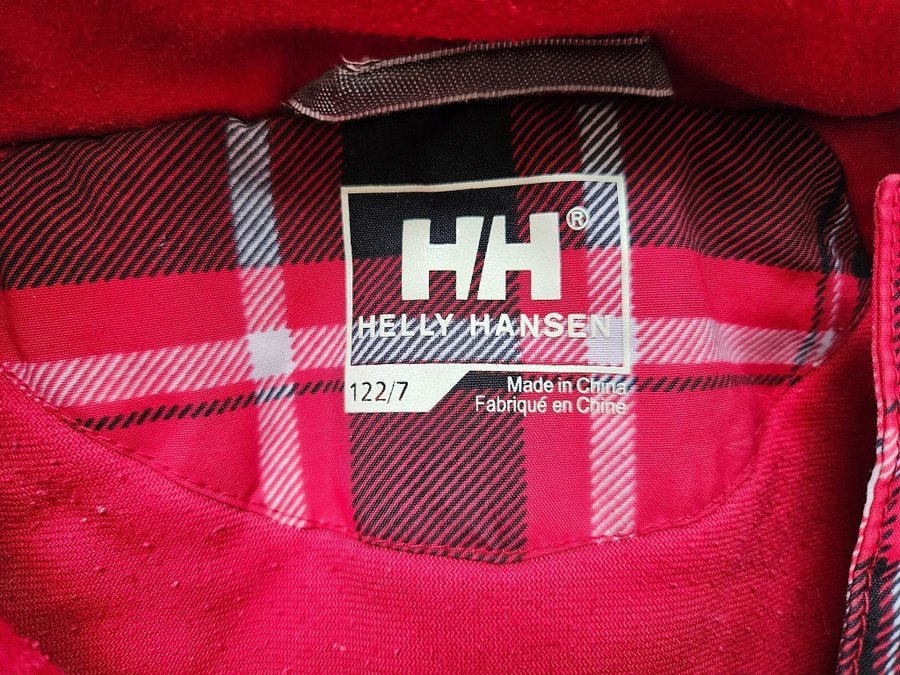 HH®
HELLY HANSEN
122/7
Made in China
Fabriqué en Chine